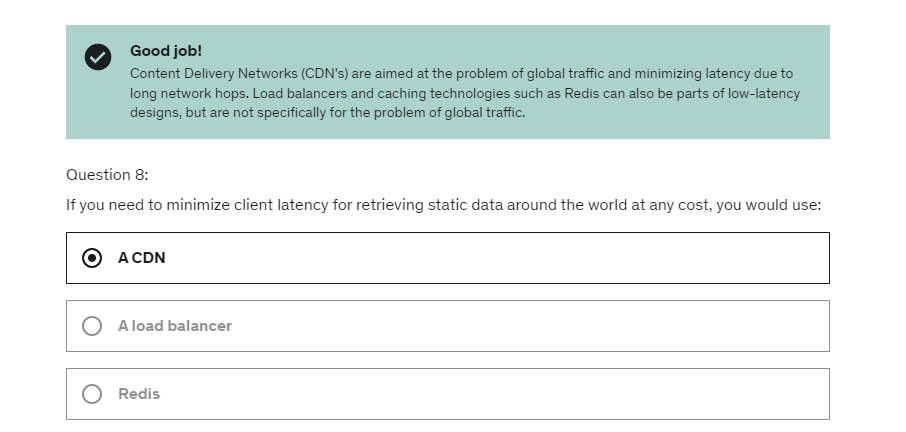 Good job!
Content Delivery Networks (CDN's) are aimed at the problem of global traffic and minimizing latency due to
long network hops. Load balancers and caching technologies such as Redis can also be parts of low-latency
designs, but are not specifically for the problem of global traffic.
Question 8:
If you need to minimize client latency for retrieving static data around the world at any cost, you would use:
A CDN
A load balancer
Redis